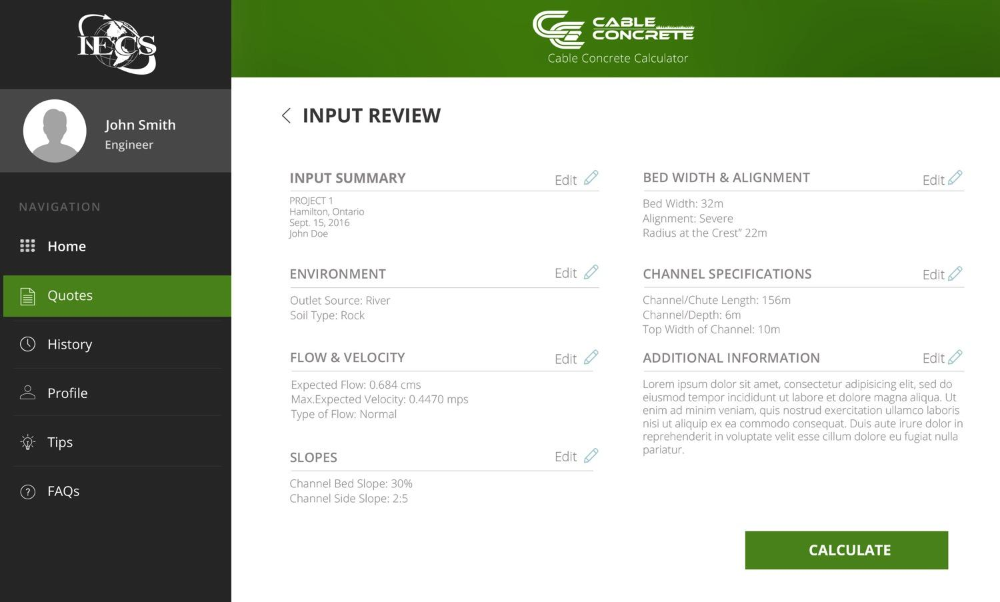 IECS
CABLE
CONCRETE
Cable Concrete Calculator
John Smith
Engineer
NAVIGATION
Home
Quotes
History
Profile
Tips
FAQs
INPUT REVIEW
INPUT SUMMARY
Edit
PROJECT 1
Hamilton, Ontario
Sept. 15, 2016
John Doe
ENVIRONMENT
Edit
Outlet Source: River
Soil Type: Rock
FLOW & VELOCITY
Edit
Expected Flow: 0.684 cms
Max.Expected Velocity: 0.4470 mps
Type of Flow: Normal
SLOPES
Edit
Channel Bed Slope: 30%
Channel Side Slope: 2:5
BED WIDTH & ALIGNMENT
Edit
Bed Width: 32m
Alignment: Severe
Radius at the Crest” 22m
CHANNEL SPECIFICATIONS
Edit
Channel/Chute Length: 156m
Channel/Depth: 6m
Top Width of Channel: 10m
ADDITIONAL INFORMATION
Edit
Lorem ipsum dolor sit amet, consectetur adipisicing elit, sed do
eiusmod tempor incididunt ut labore et dolore magna aliqua. Ut
enim ad minim veniam, quis nostrud exercitation ullamco laboris
nisi ut aliquip ex ea commodo consequat. Duis aute irure dolor in
reprehenderit in voluptate velit esse cillum dolore eu fugiat nulla
pariatur.
CALCULATE